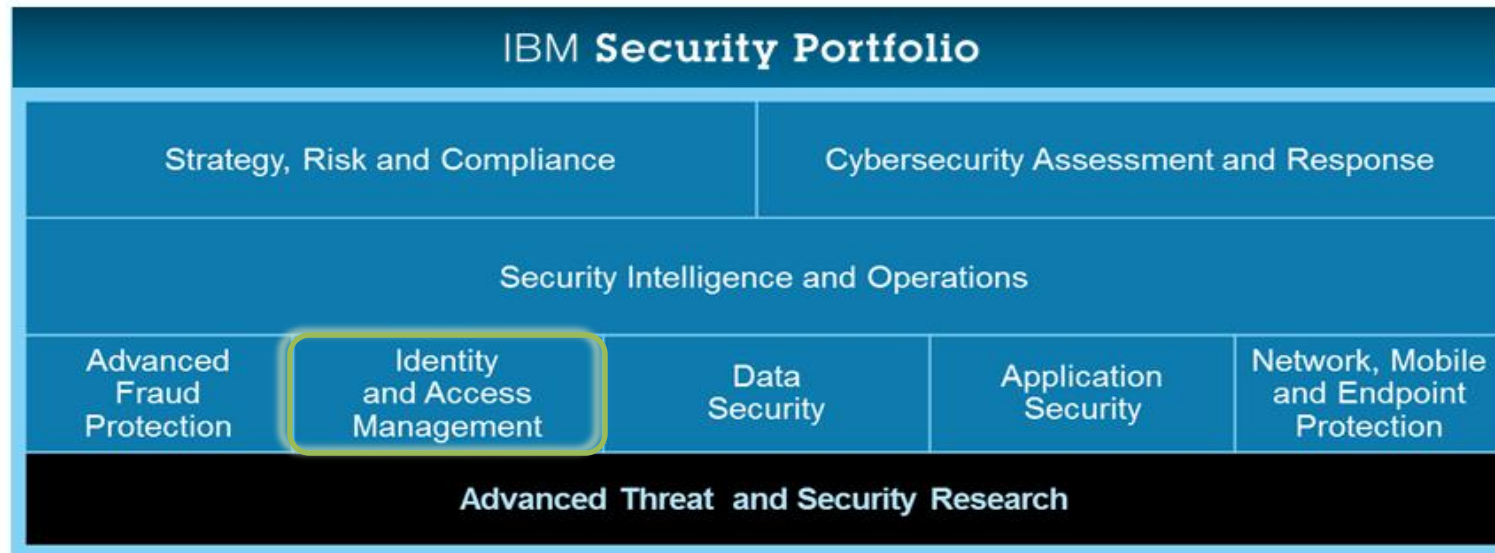 IBM Security Portfolio
Strategy, Risk and Compliance
Cybersecurity Assessment and Response
Security Intelligence and Operations
Advanced
Fraud
Protection
Identity
and Access
Management
Data
Security
Application
Security
Network, Mobile
and Endpoint
Protection
Advanced Threat and Security Research